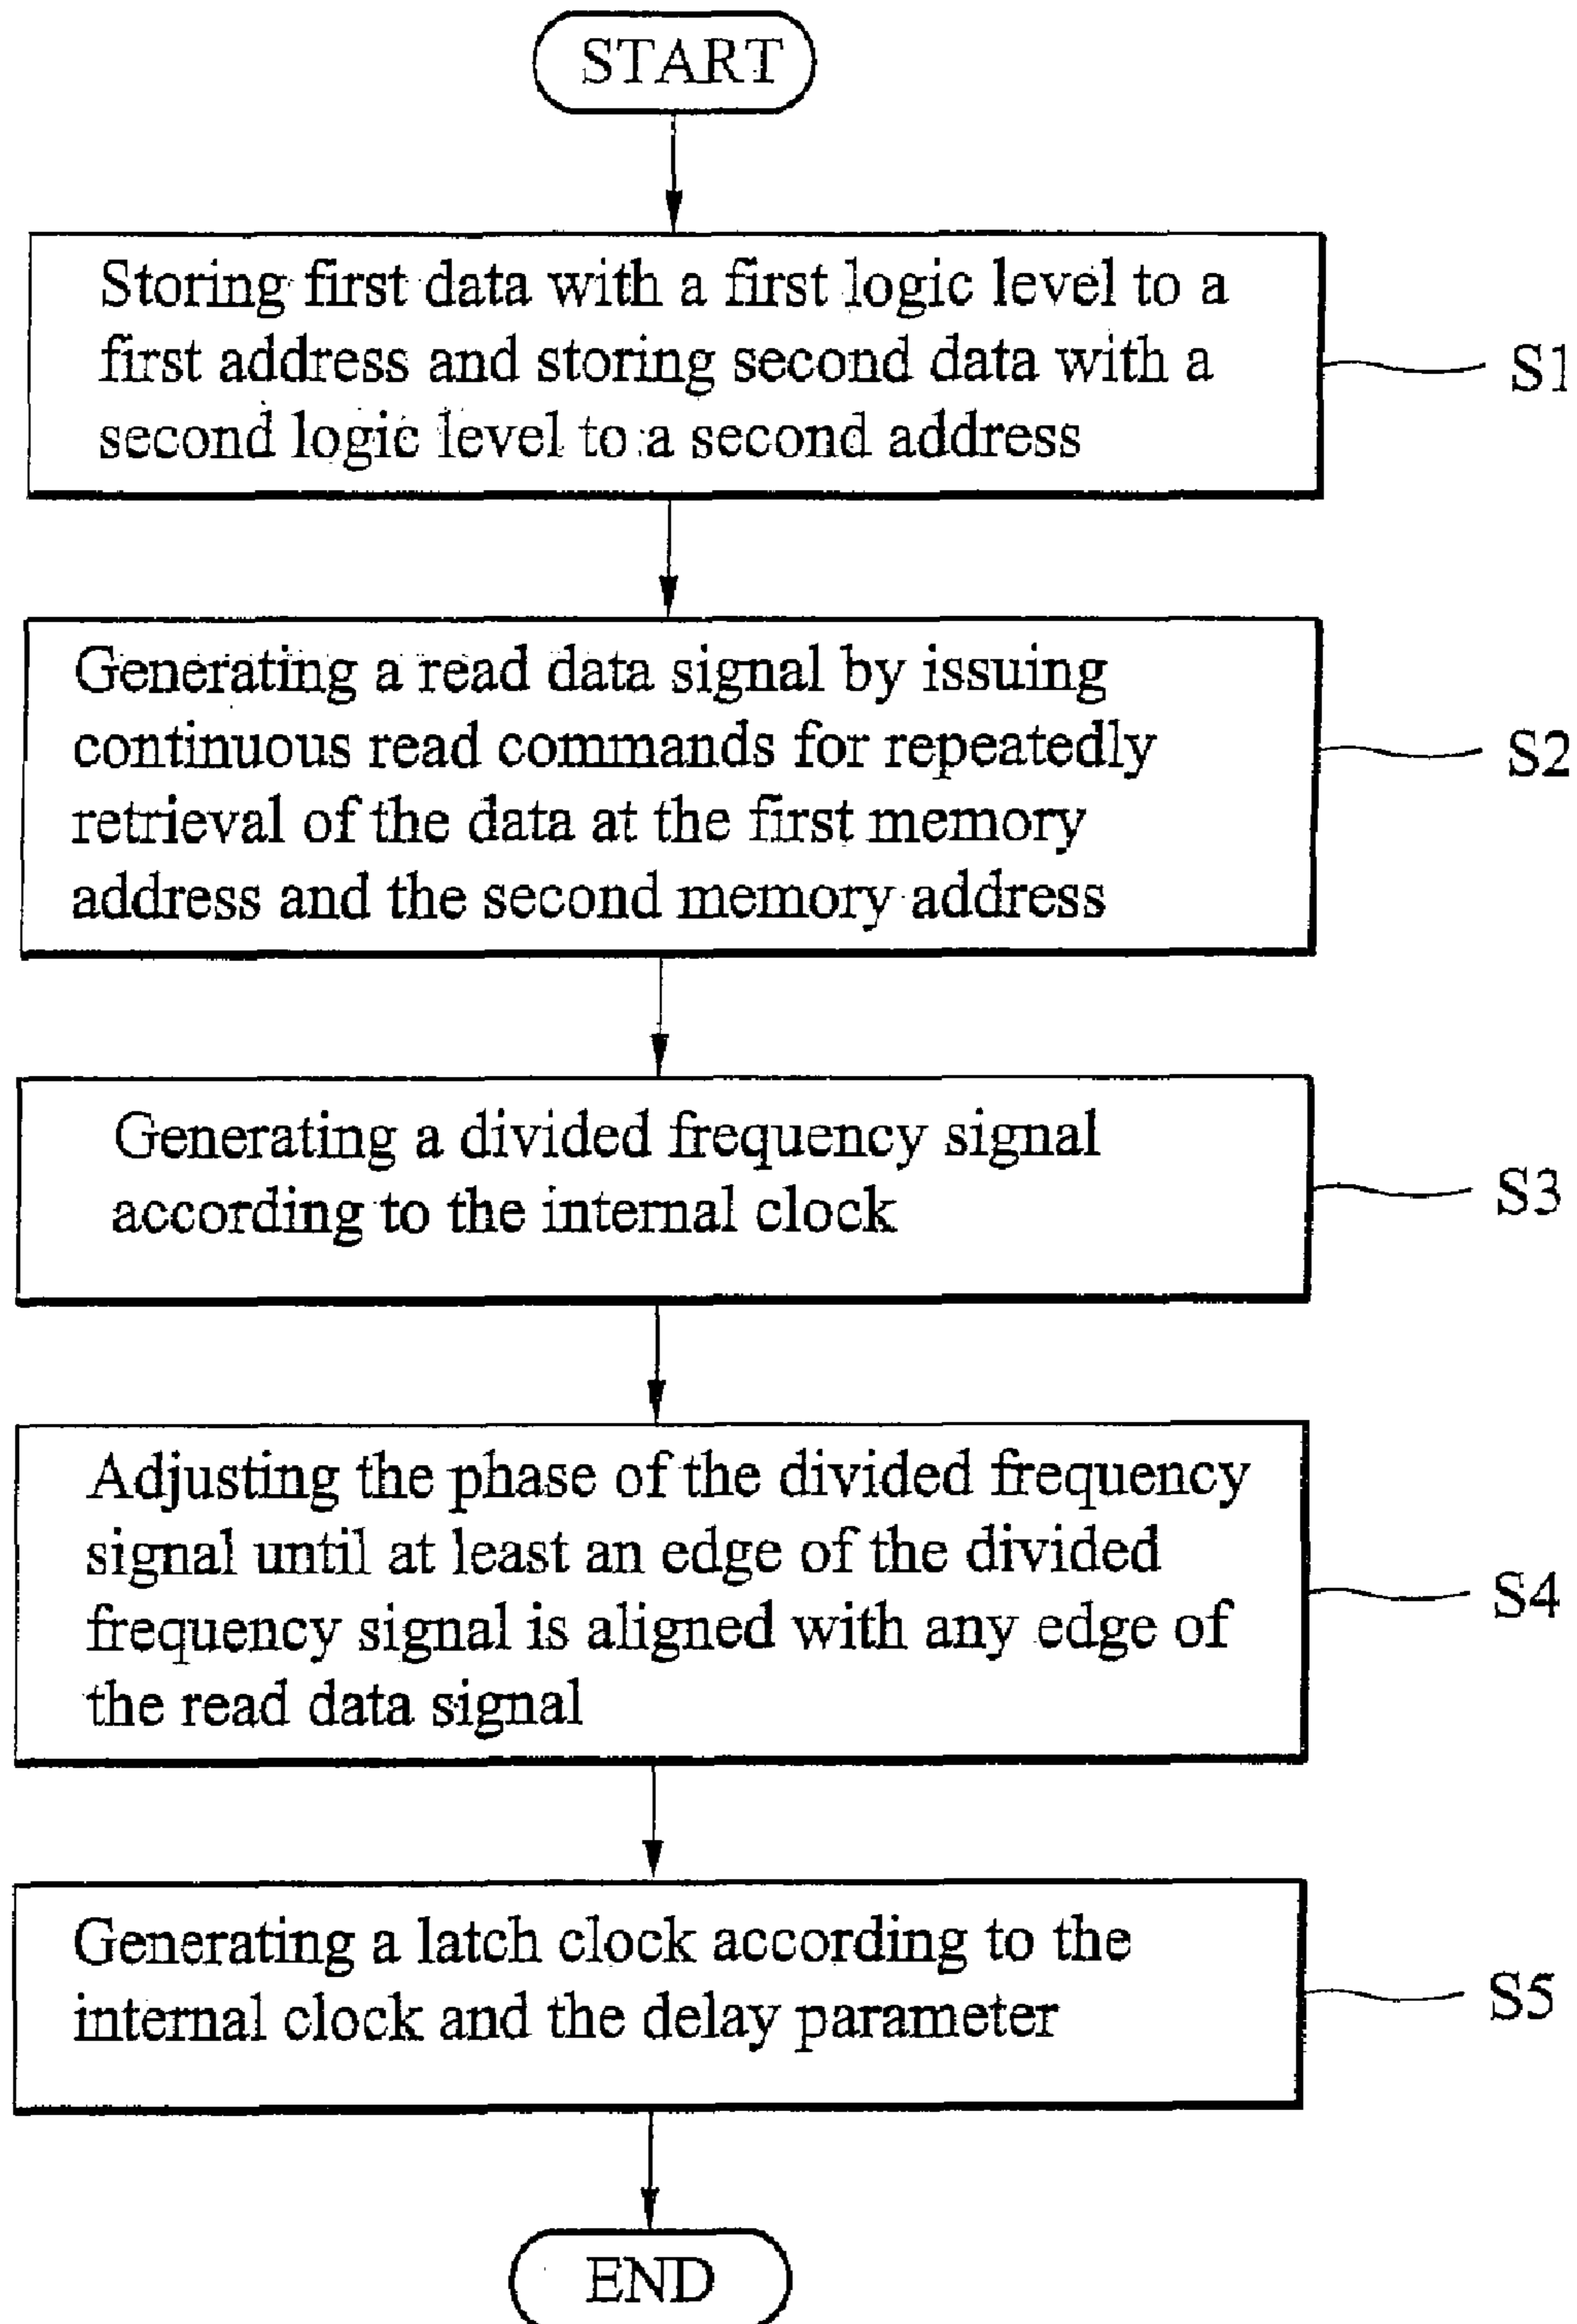 START
Storing first data with a first logic level to a
first address and storing second data with a
second logic level to a second address
S1
Generating a read data signal by issuing
continuous read commands for repeatedly
retrieval of the data at the first memory
address and the second memory address
S2
Generating a divided frequency signal
according to the internal clock
S3
Adjusting the phase of the divided frequency
signal until at least an edge of the divided
frequency signal is aligned with any edge of
the read data signal
S4
Generating a latch clock according to the
internal clock and the delay parameter
S5
END